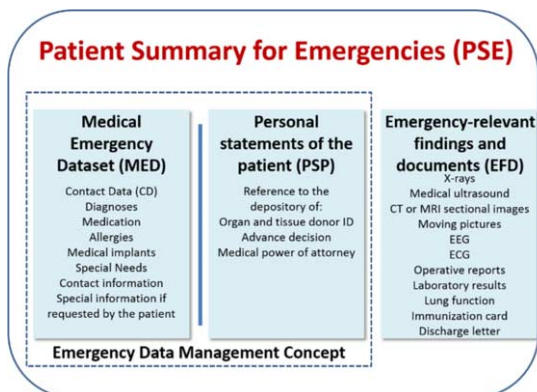 Patient Summary for Emergencies (PSE)
Medical
Emergency
Dataset (MED)
Contact Data (CD)
Diagnoses
Medication
Allergies
Medical implants
Special Needs
Contact information
Special information if
requested by the patient
Personal
statements of the
patient (PSP)
Reference to the
depository of:
Organ and tissue donor ID
Advance decision
Medical power of attorney
Emergency-relevant
findings and
documents (EFD)
X-rays
Medical ultrasound
CT or MRI sectional images
Moving pictures
EEG
ECG
Operative reports
Laboratory results
Lung function
Immunization card
Discharge letter
Emergency Data Management Concept